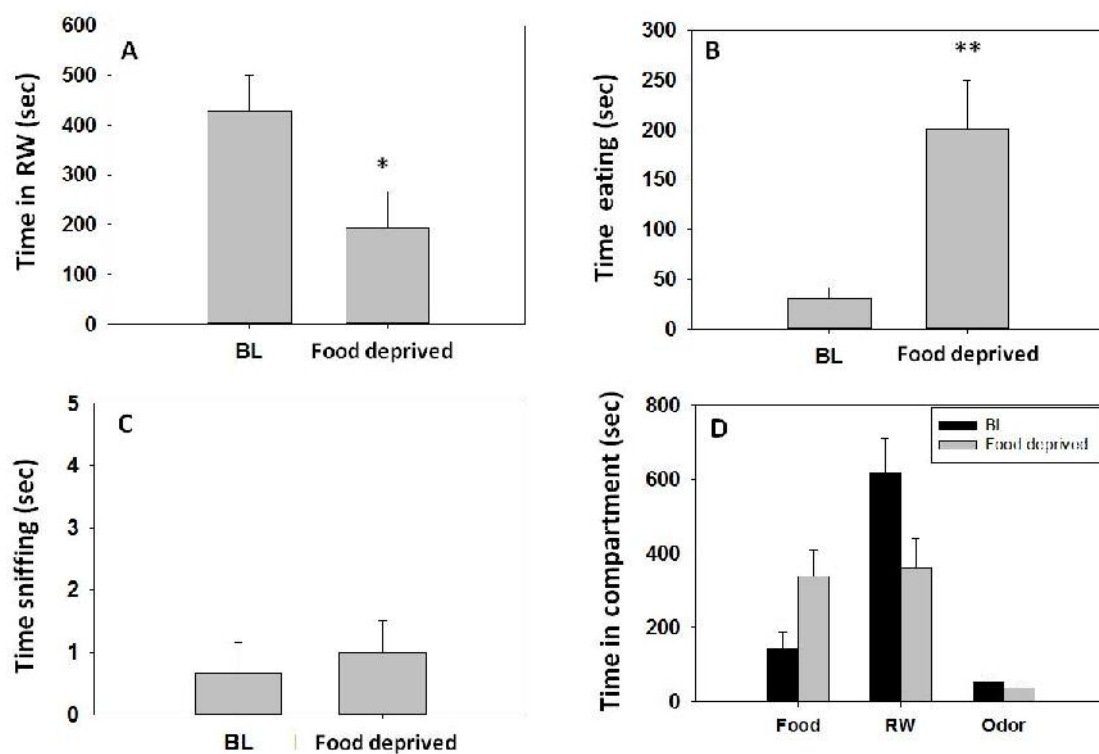 A
Time in RW (sec)
600
500
400
300
200
100
0
*
BL
Food deprived
B
Time eating (sec)
300
250
200
150
100
50
0
**
BL
Food deprived
C
Time sniffing (sec)
5
4
3
2
1
0
BL
Food deprived
D
Time in compartment (sec)
800
600
400
200
0
BL
Food deprived
Food
RW
Odor